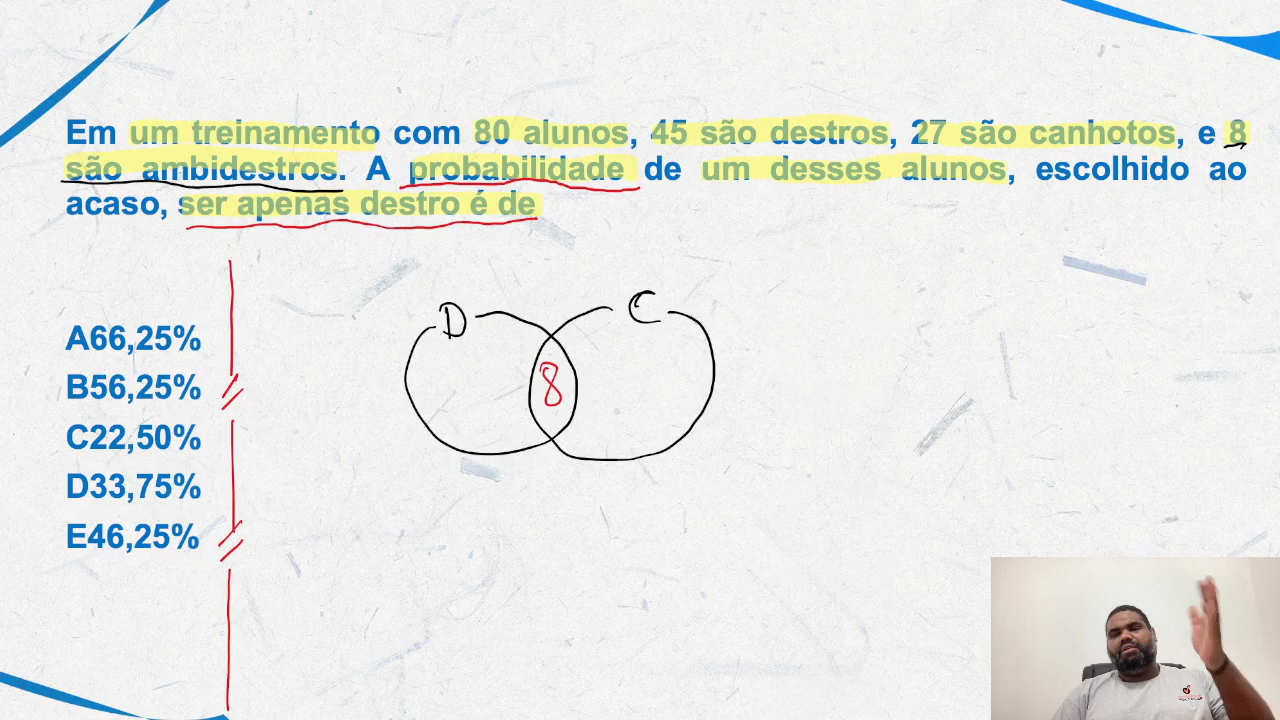 Em um treinamento com 80 alunos, 45 são destros, 27 são canhotos, e 8
são ambidestros. A probabilidade de um desses alunos, escolhido ao
acaso, ser apenas destro é de
A66,25%
B56,25%
C22,50%
D33,75%
E46,25%
D
C
8